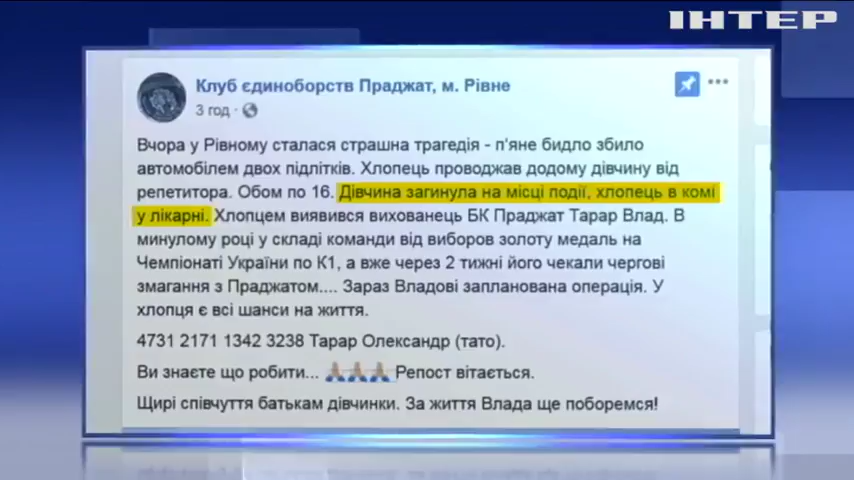 ІНТЕР
Клуб єдиноборств Праджат, м. Рівне
3 год ·
Вчора у Рівному сталася страшна трагедія - п'яне бидло збило
автомобілем двох підлітків. Хлопець проводжав додому дівчину від
репетитора. Обом по 16. Дівчина загинула на місці події, хлопець в комі
у лікарні. Хлопцем виявився вихованець БК Праджат Тарар Влад. В
минулому році у складі команди від виборов золоту медаль на
Чемпіонаті України по К1, а вже через 2 тижні його чекали чергові
змагання з Праджатом.... Зараз Владові запланована операція. У
хлопця є всі шанси на життя.
4731 2171 1342 3238 Тарар Олександр (тато).
Ви знаєте що робити... 🙏🙏🙏 Репост вітається.
Щирі співчуття батькам дівчинки. За життя Влада ще поборемся!